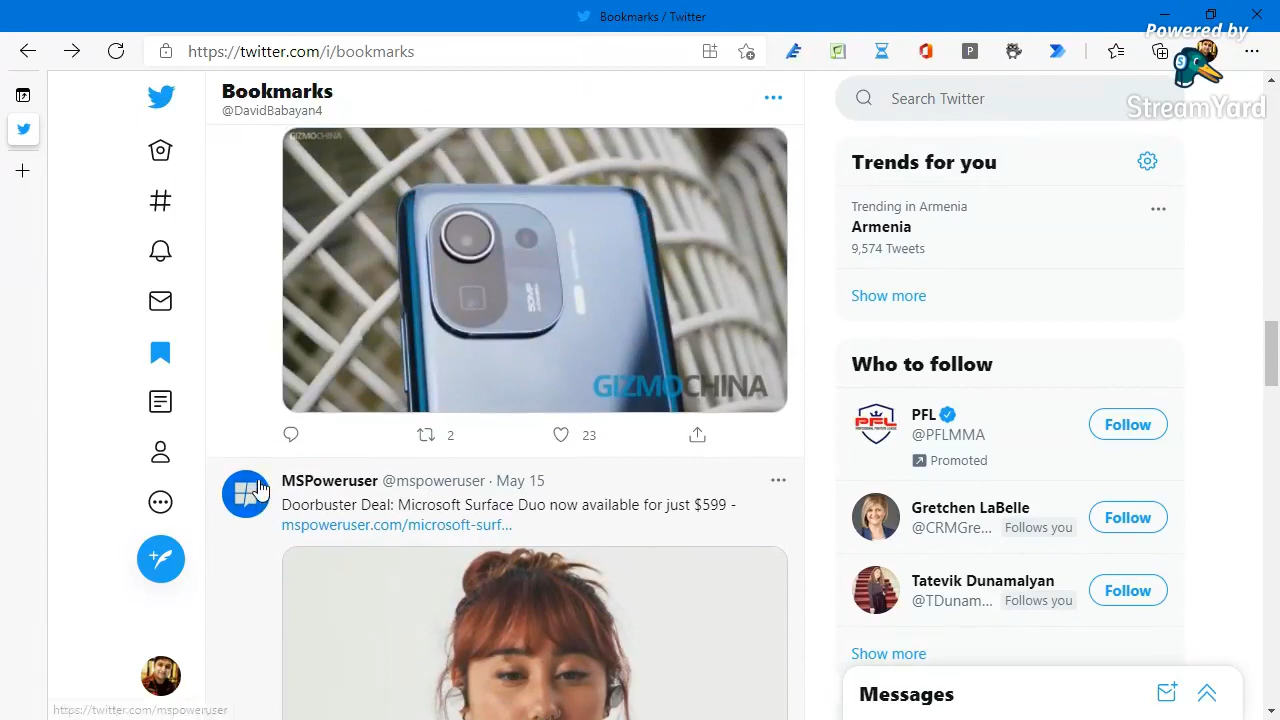 Bookmarks / Twitter
https://twitter.com/i/bookmarks
Powered by
StreamYard
Bookmarks
@DavidBabayan4
GIZMOCHINA
50MP
GIZMOCHINA
2
23
MSPoweruser @mspoweruser · May 15
Doorbuster Deal: Microsoft Surface Duo now available for just $599 -
mspoweruser.com/microsoft-surf...
Search Twitter
Trends for you
Trending in Armenia
Armenia
9,574 Tweets
Show more
Who to follow
PFL
@PFLMMA
Promoted
Follow
Gretchen LaBelle
@CRMGre... Follows you
Follow
Tatevik Dunamalyan
@TDunam... Follows you
Follow
Show more
Messages
https://twitter.com/mspoweruser